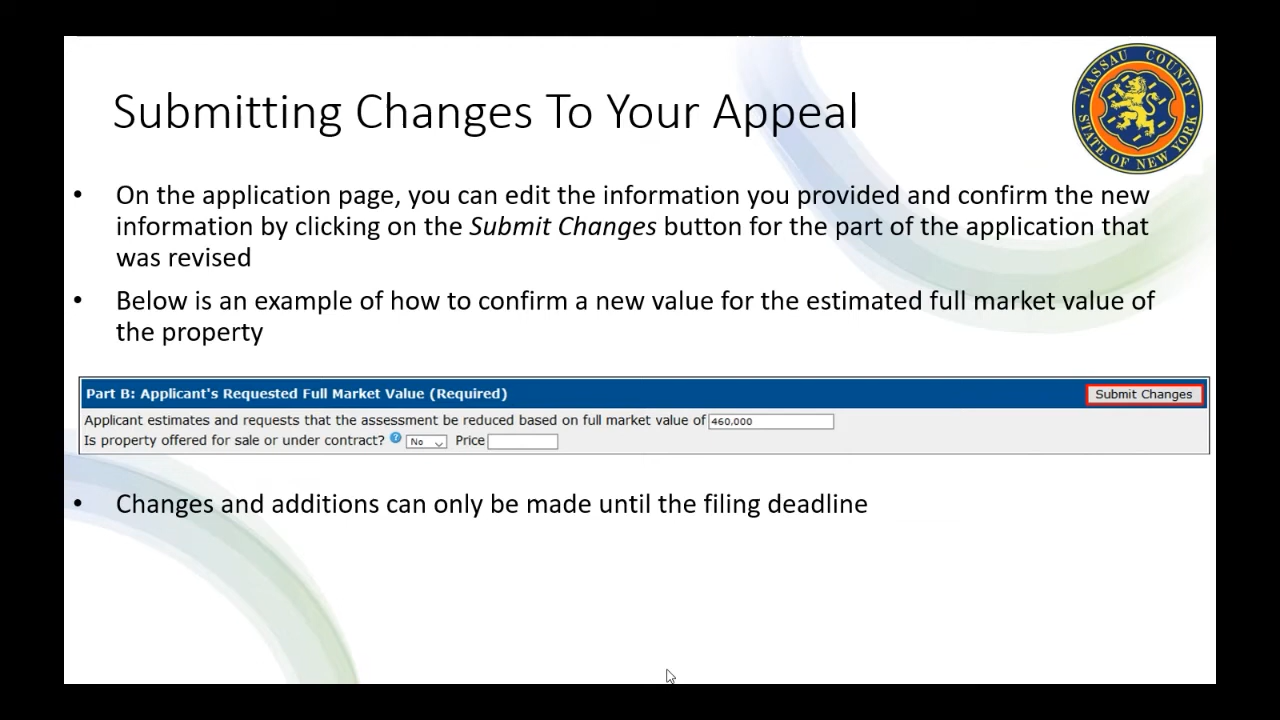 Submitting Changes To Your Appeal
NASSAU COUNTY
STATE OF NEW YORK
• On the application page, you can edit the information you provided and confirm the new
information by clicking on the Submit Changes button for the part of the application that
was revised
• Below is an example of how to confirm a new value for the estimated full market value of
the property
Part B: Applicant's Requested Full Market Value (Required) Submit Changes
Applicant estimates and requests that the assessment be reduced based on full market value of 460,000
Is property offered for sale or under contract? ? No Price
• Changes and additions can only be made until the filing deadline